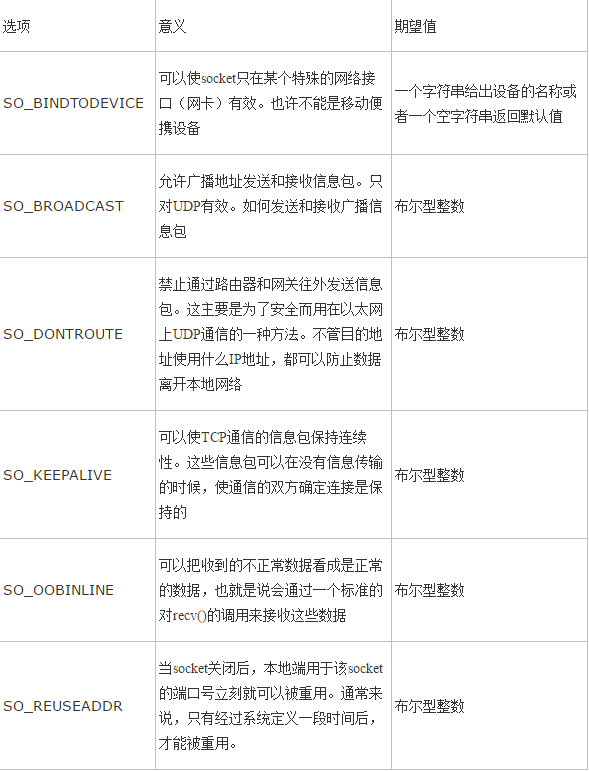 选项 意义 期望值
SO_BINDTODEVICE
可以使socket只在某个特殊的网络接
口（网卡）有效。也许不能是移动便
携设备
一个字符串给出设备的名称或
者一个空字符串返回默认值
SO_BROADCAST
允许广播地址发送和接收信息包。只
对UDP有效。如何发送和接收广播信
息包
布尔型整数
SO_DONTROUTE
禁止通过路由器和网关往外发送信息
包。这主要是为了安全而用在以太网
上UDP通信的一种方法。不管目的地
址使用什么IP地址，都可以防止数据
离开本地网络
布尔型整数
SO_KEEPALIVE
可以使TCP通信的信息包保持连续
性。这些信息包可以在没有信息传输
的时候，使通信的双方确定连接是保
持的
布尔型整数
SO_OOBINLINE
可以把收到的不正常数据看成是正常
的数据，也就是说会通过一个标准的
对recv()的调用来接收这些数据
布尔型整数
SO_REUSEADDR
当socket关闭后，本地端用于该socket
的端口号立刻就可以被重用。通常来
说，只有经过系统定义一段时间后，
才能被重用。
布尔型整数